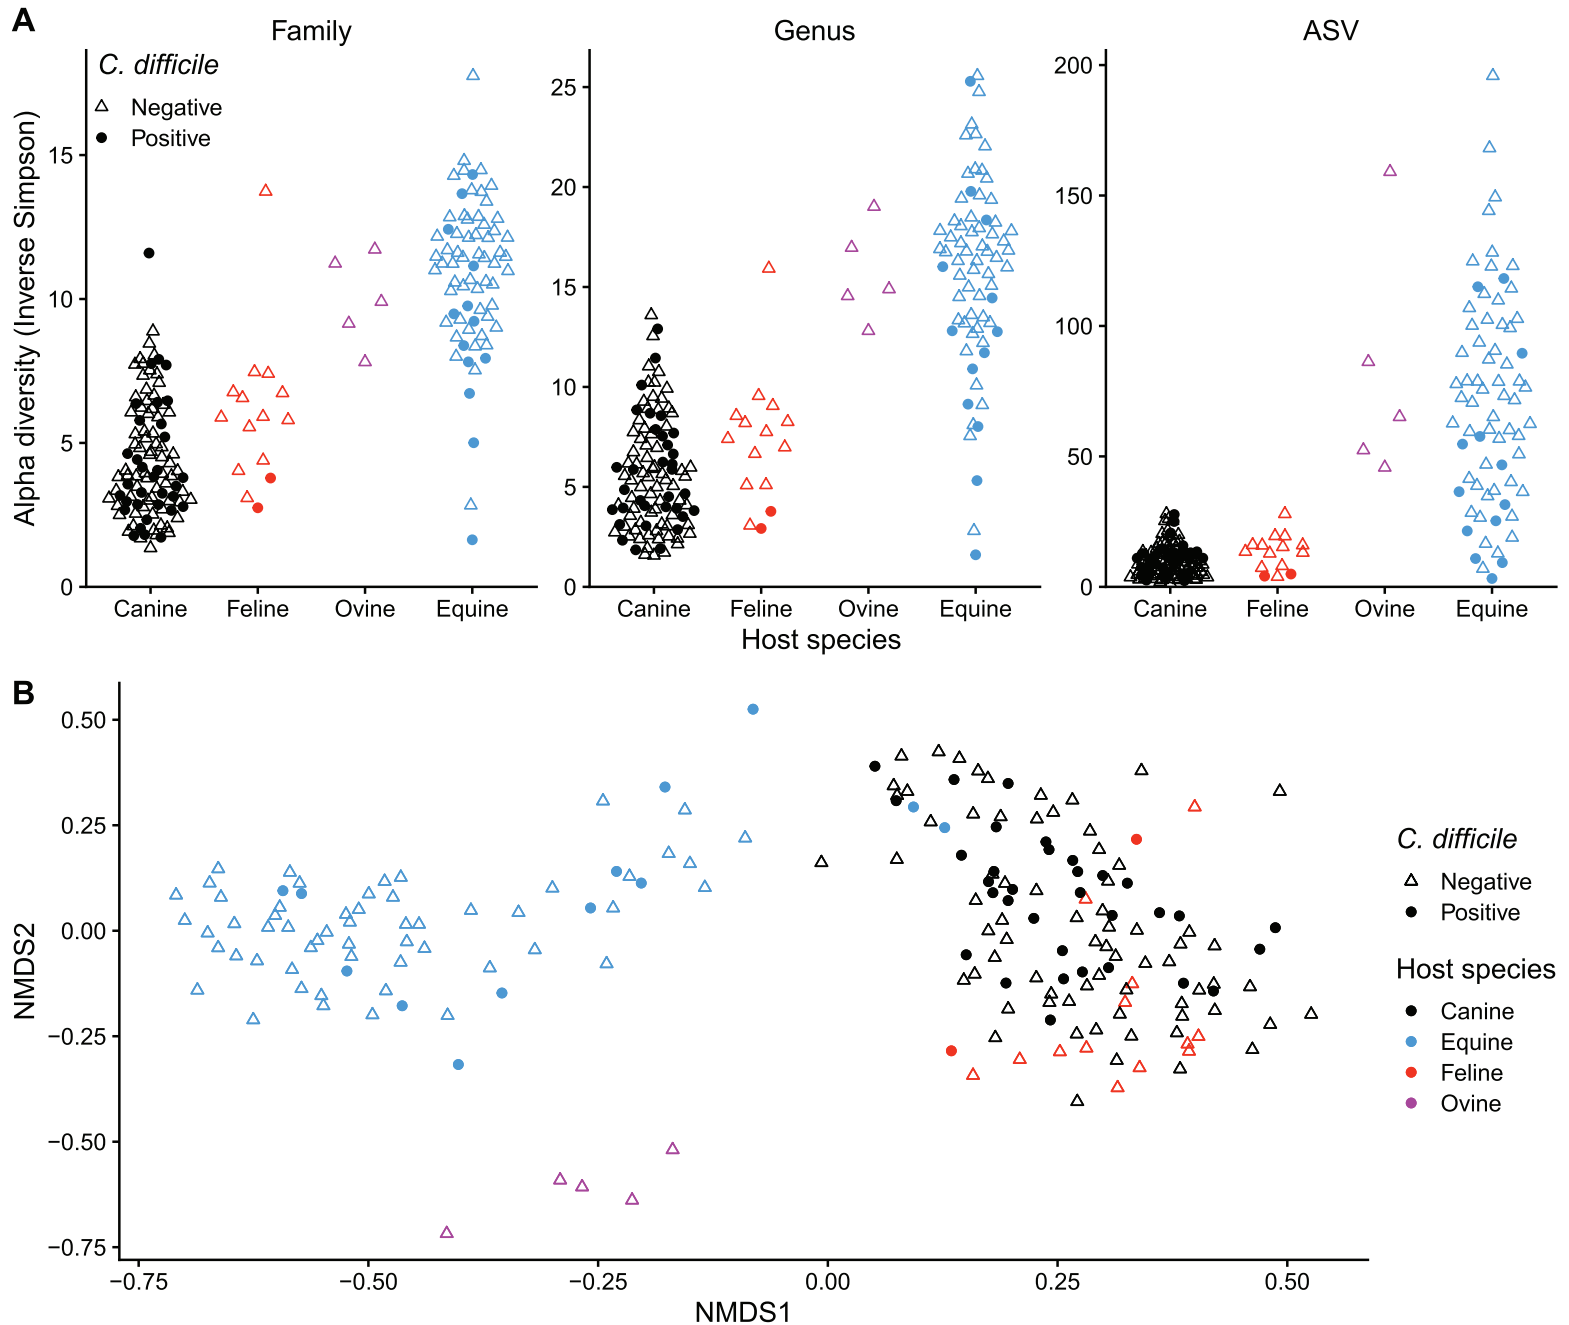 A
Family
Genus
ASV
C. difficile
Negative
Positive
Alpha diversity (Inverse Simpson)
15
10
5
0
25
20
15
10
5
0
200
150
100
50
0
Canine Feline Ovine Equine
Canine Feline Ovine Equine
Canine Feline Ovine Equine
Host species
B
NMDS2
0.50
0.25
0.00
−0.25
−0.50
−0.75
−0.75 −0.50 −0.25 0.00 0.25 0.50
NMDS1
C. difficile
Negative
Positive
Host species
Canine
Equine
Feline
Ovine